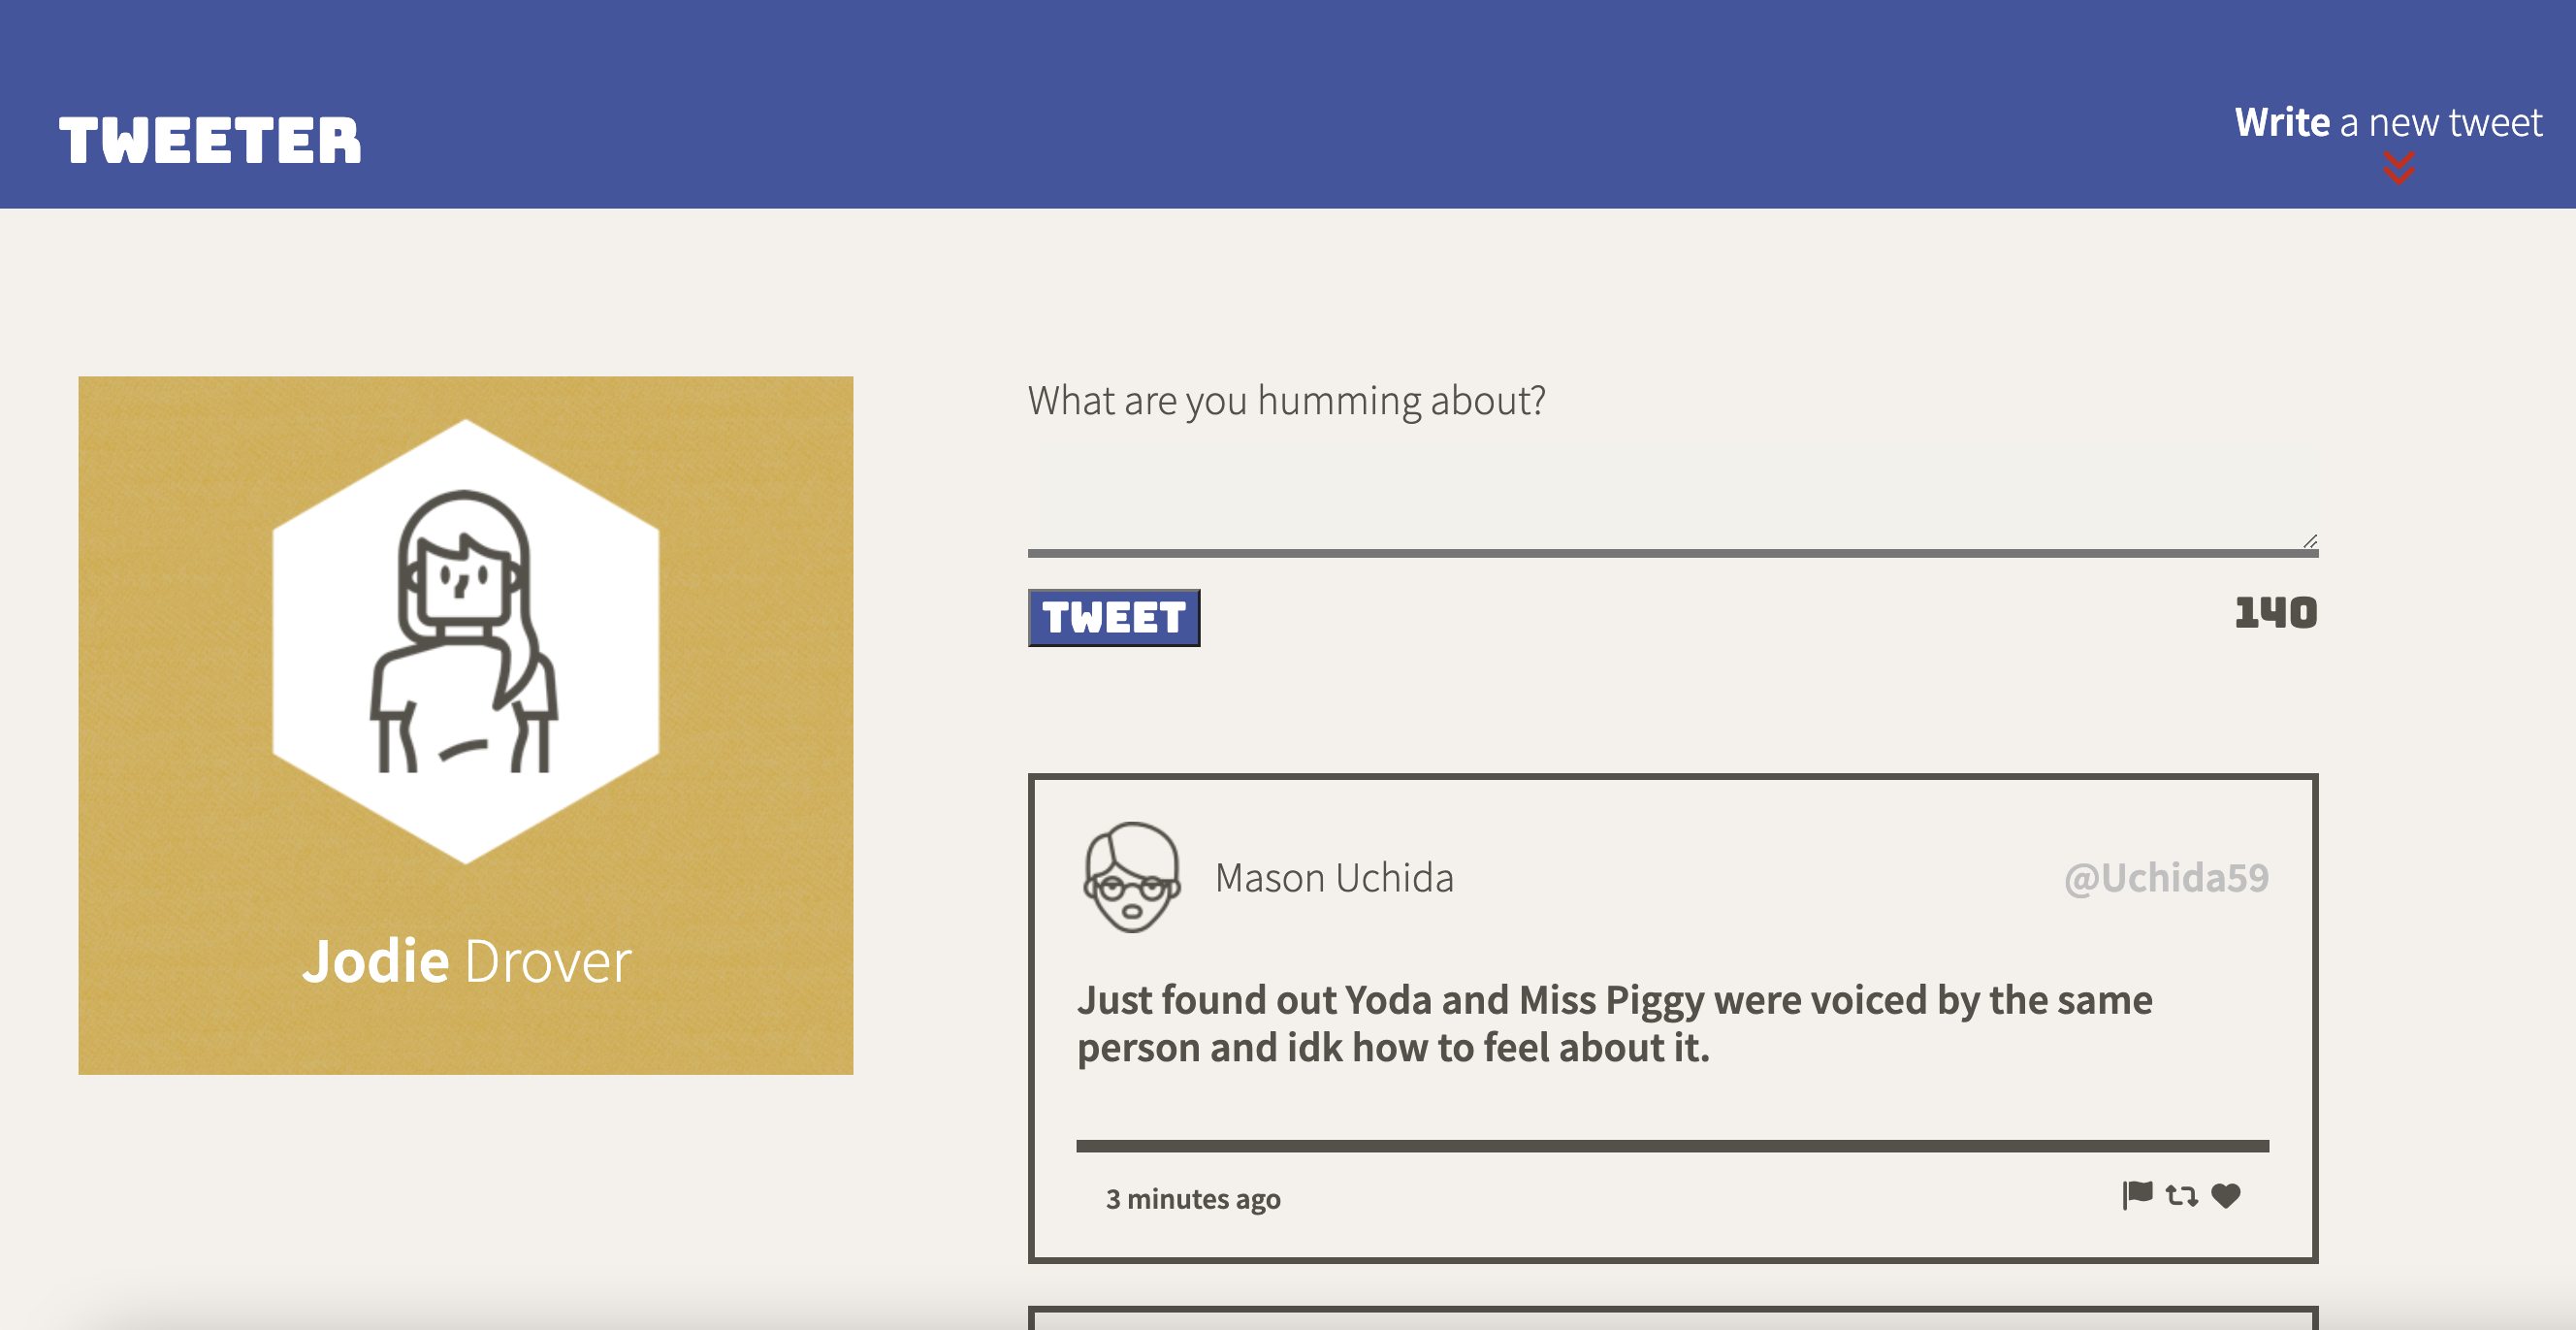 TWEETER
Write a new tweet
Jodie Drover
What are you humming about?
TWEET
140
Mason Uchida
@Uchida59
Just found out Yoda and Miss Piggy were voiced by the same
person and idk how to feel about it.
3 minutes ago